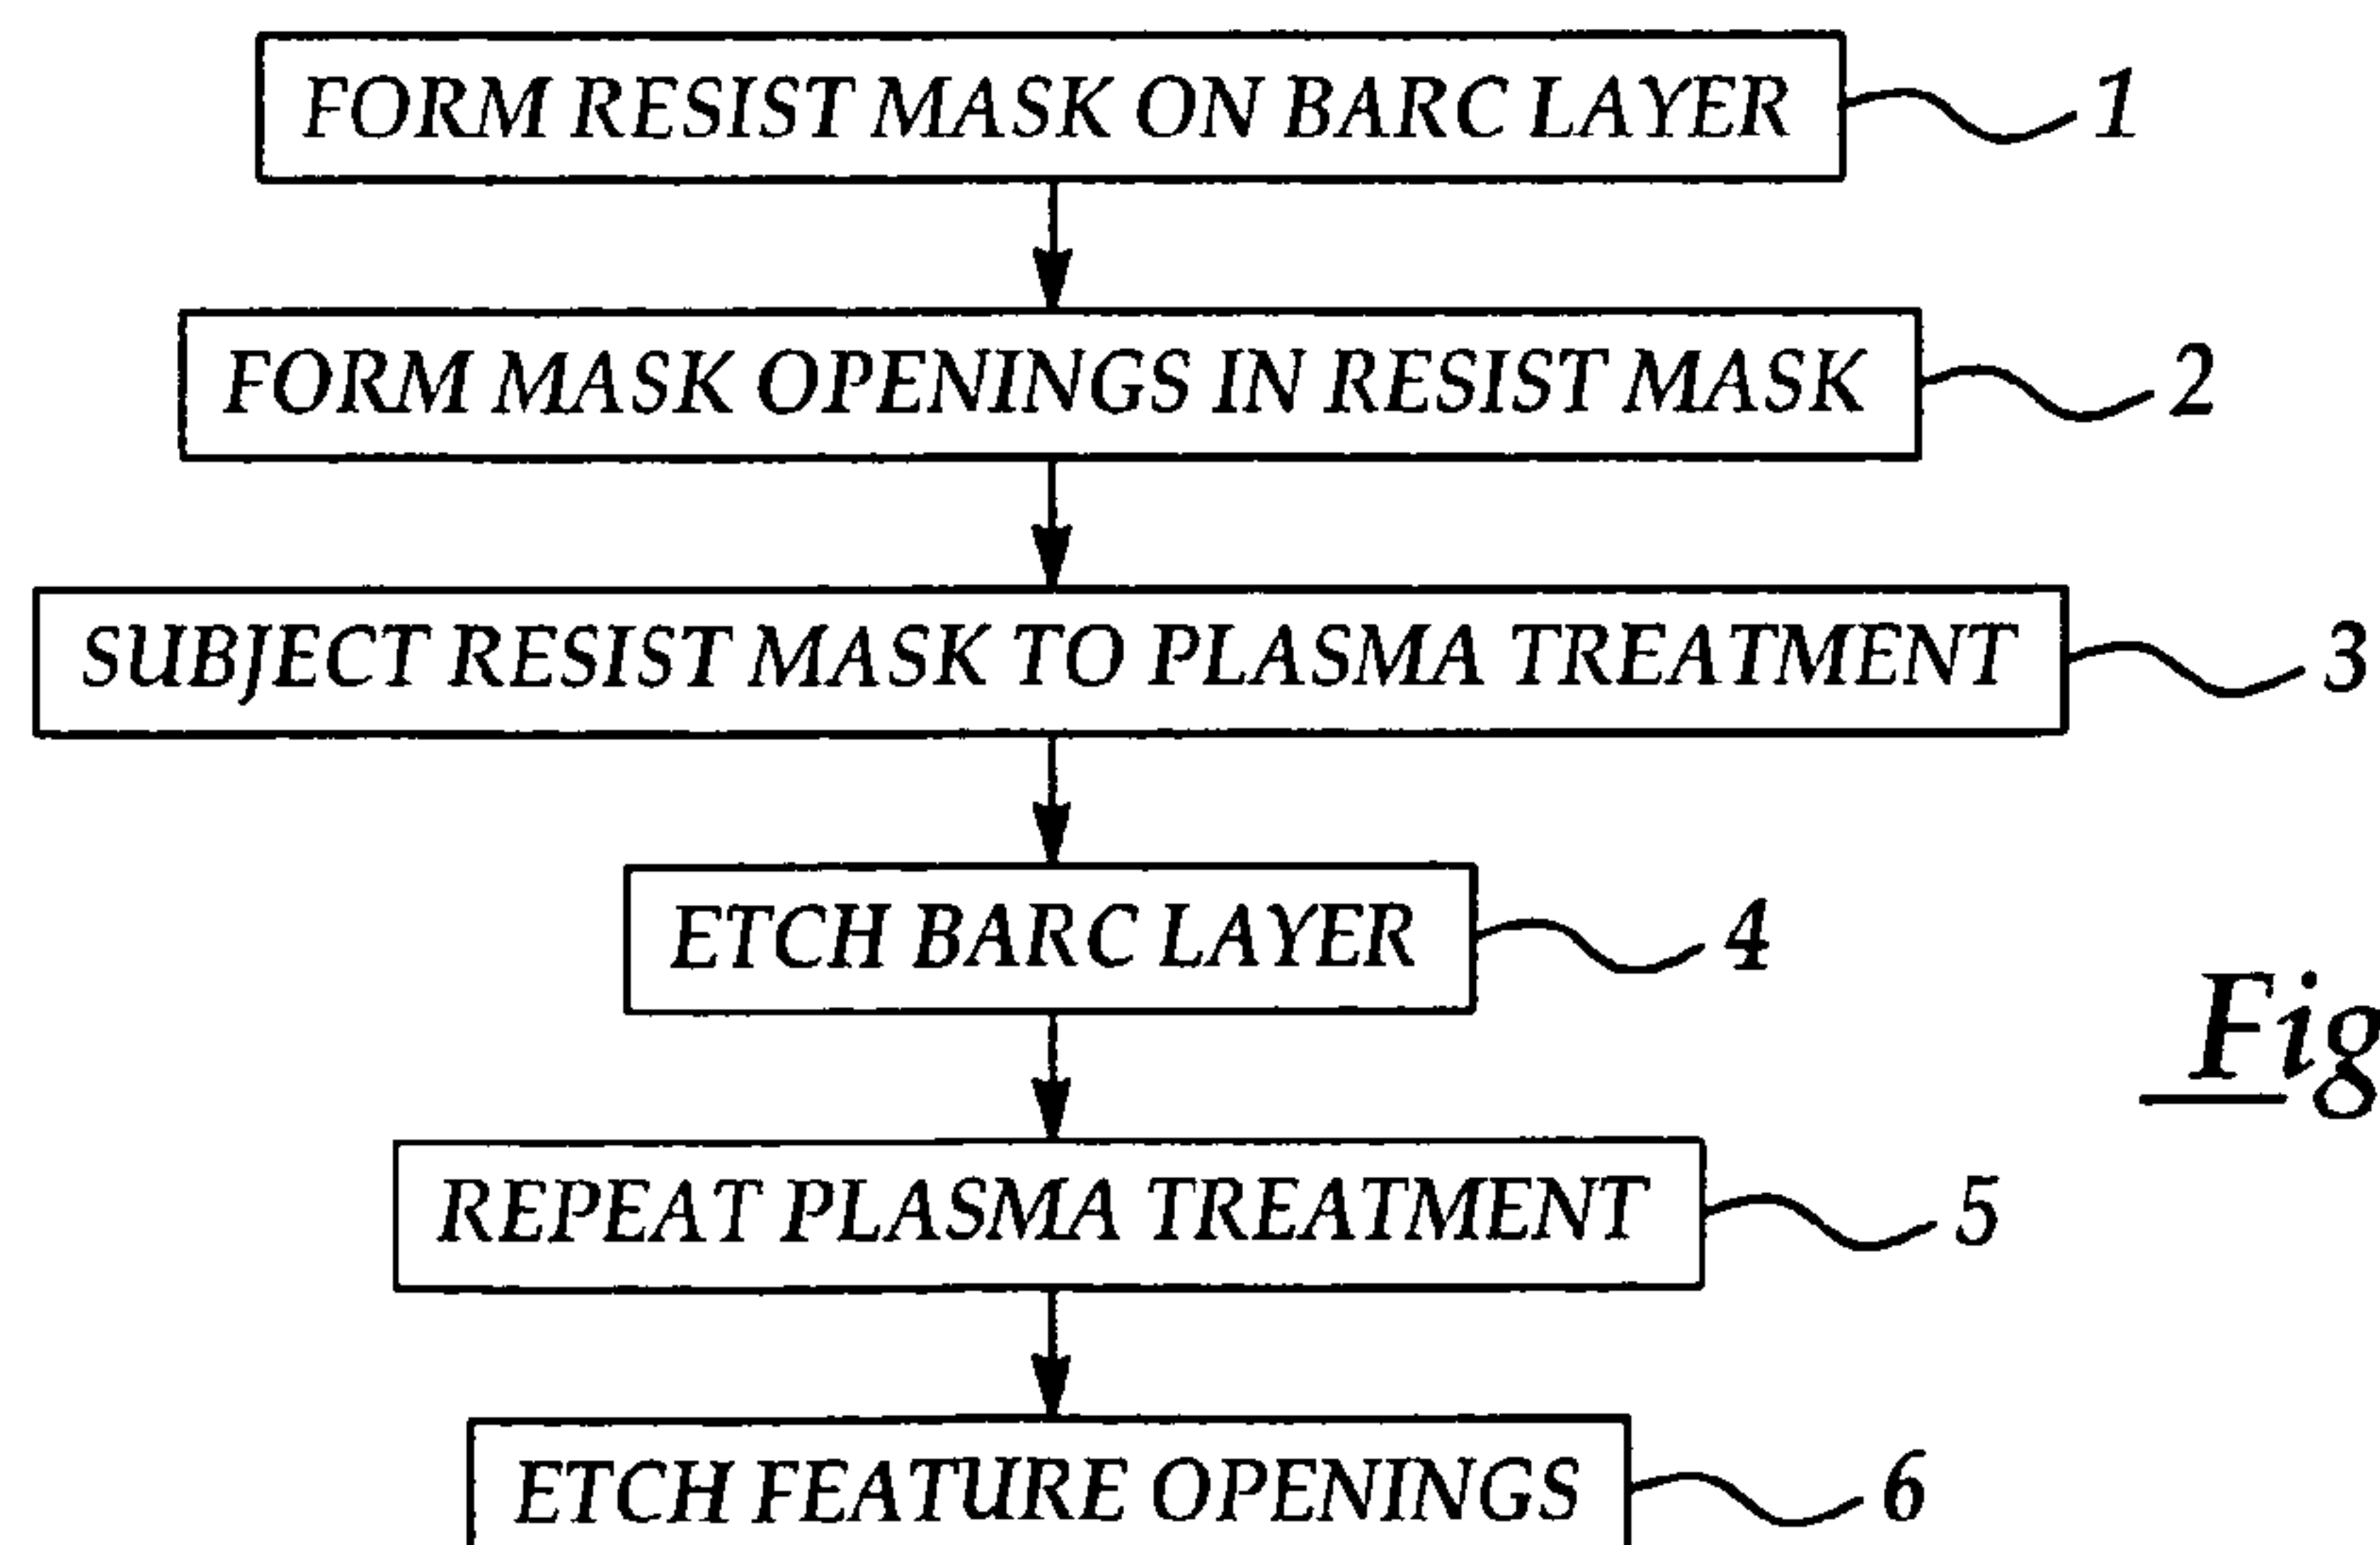 FORM RESIST MASK ON BARC LAYER 1
FORM MASK OPENINGS IN RESIST MASK 2
SUBJECT RESIST MASK TO PLASMA TREATMENT 3
ETCH BARC LAYER 4
Fig
REPEAT PLASMA TREATMENT 5
ETCH FEATURE OPENINGS 6